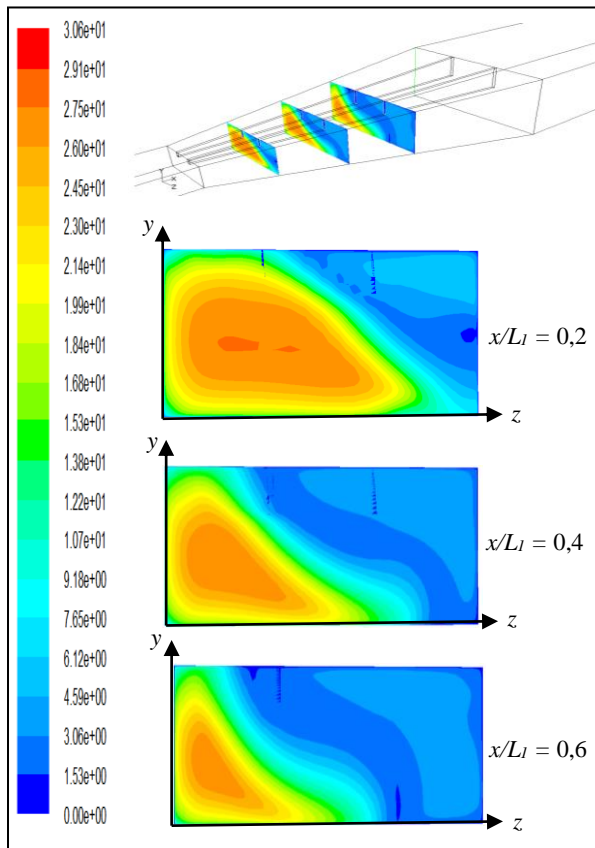 3.06e+01
2.91e+01
2.75e+01
2.60e+01
2.45e+01
2.30e+01
2.14e+01
1.99e+01
1.84e+01
1.68e+01
1.53e+01
1.38e+01
1.07e+01
9.18e+00
7.65e+00
6.12e+00
4.59e+00
3.06e+00
1.53e+00
0.00e+00
X
Z
y
x/L₁ = 0,2
z
y
x/L₁ = 0,4
z
y
x/L₁ = 0,6
z